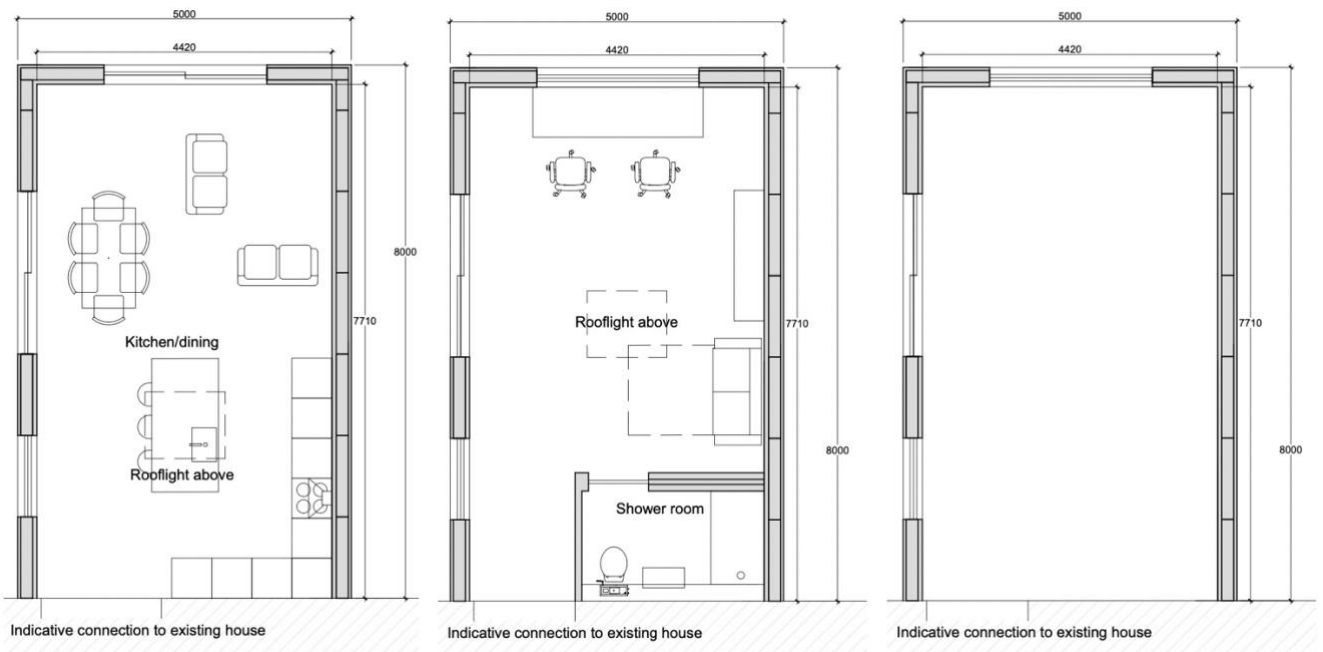 5000
4420
Kitchen/dining
Rooflight above
7710
8000
Indicative connection to existing house
5000
4420
Rooflight above
Shower room
7710
8000
Indicative connection to existing house
5000
4420
7710
8000
Indicative connection to existing house